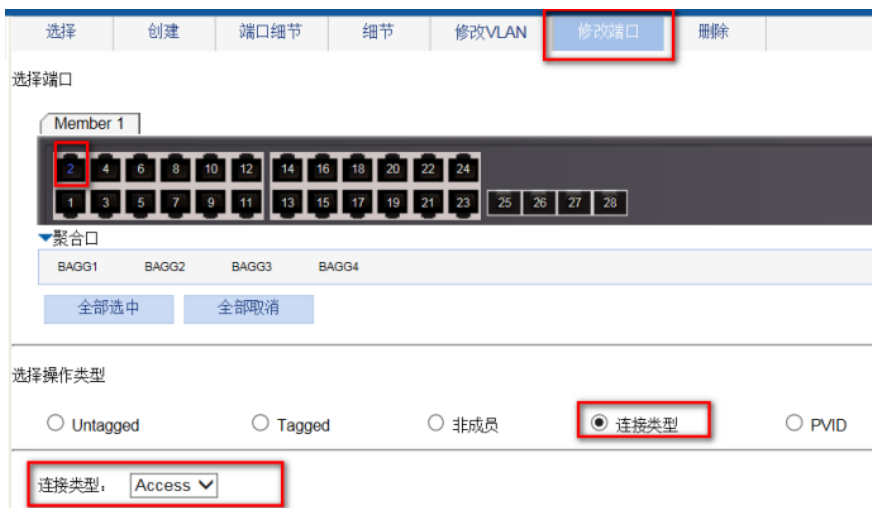 选择 创建 端口细节 细节 修改VLAN 修改端口 删除
选择端口
Member 1
2 4 6 8 10 12 14 16 18 20 22 24
1 3 5 7 9 11 13 15 17 19 21 23 25 26 27 28
聚合口
BAGG1 BAGG2 BAGG3 BAGG4
全部选中 全部取消
选择操作类型
Untagged Tagged 非成员 连接类型 PVID
连接类型: Access